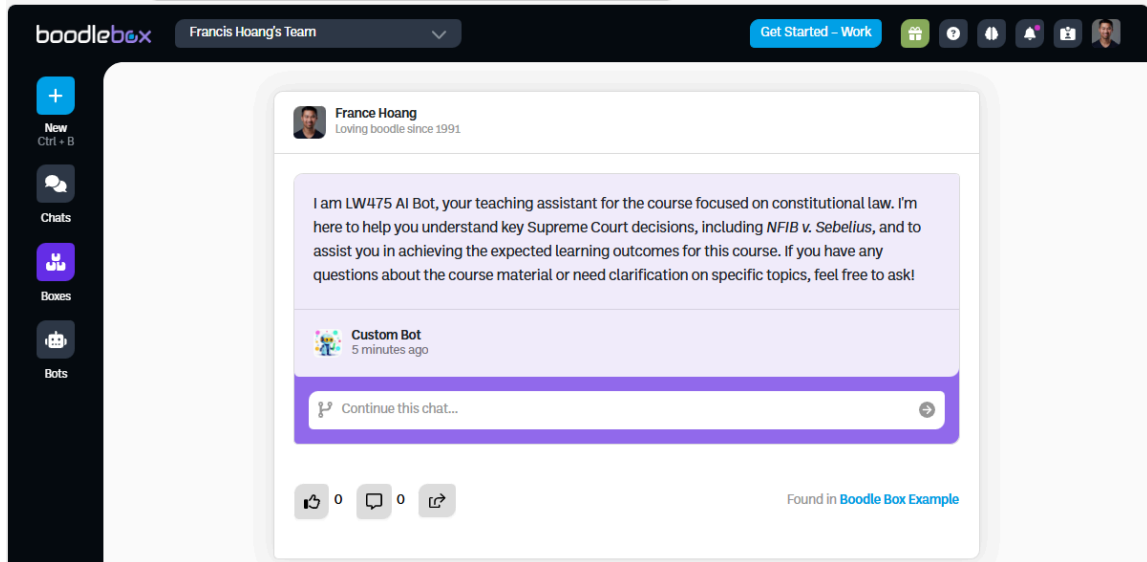 boodlebox
Francis Hoang's Team
Get Started – Work
New
Ctrl + B
Chats
Boxes
Bots
France Hoang
Loving boodle since 1991
I am LW475 AI Bot, your teaching assistant for the course focused on constitutional law. I'm
here to help you understand key Supreme Court decisions, including NFIB v. Sebelius, and to
assist you in achieving the expected learning outcomes for this course. If you have any
questions about the course material or need clarification on specific topics, feel free to ask!
Custom Bot
5 minutes ago
Continue this chat...
0
0
Found in Boodle Box Example